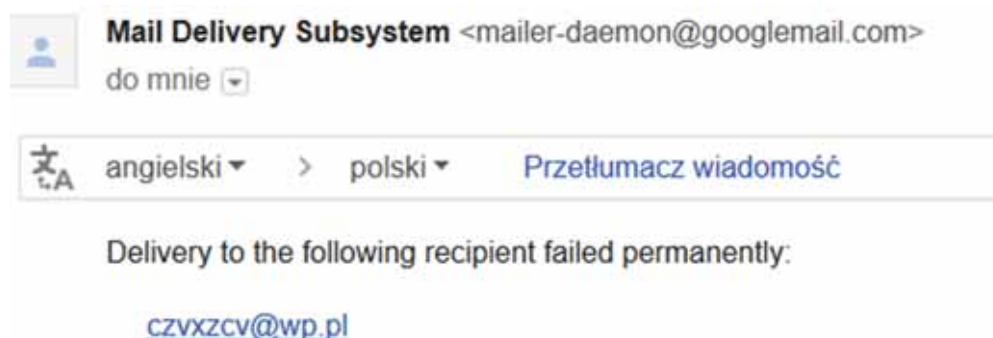 Mail Delivery Subsystem <mailer-daemon@googlemail.com>
do mnie
angielski > polski Przetłumacz wiadomość
Delivery to the following recipient failed permanently:
czvxzcv@wp.pl